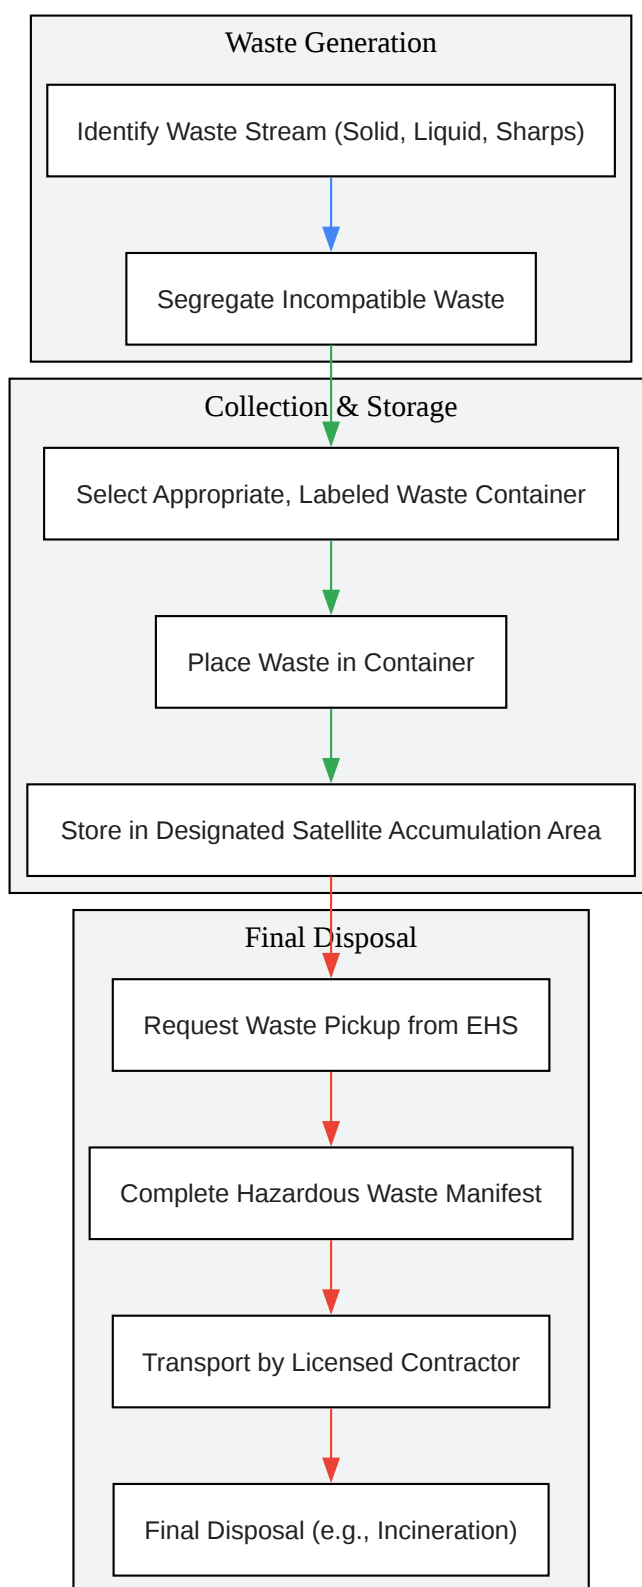 Waste Generation
Identify Waste Stream (Solid, Liquid, Sharps)
Segregate Incompatible Waste
Collection & Storage
Select Appropriate, Labeled Waste Container
Place Waste in Container
Store in Designated Satellite Accumulation Area
Final Disposal
Request Waste Pickup from EHS
Complete Hazardous Waste Manifest
Transport by Licensed Contractor
Final Disposal (e.g., Incineration)